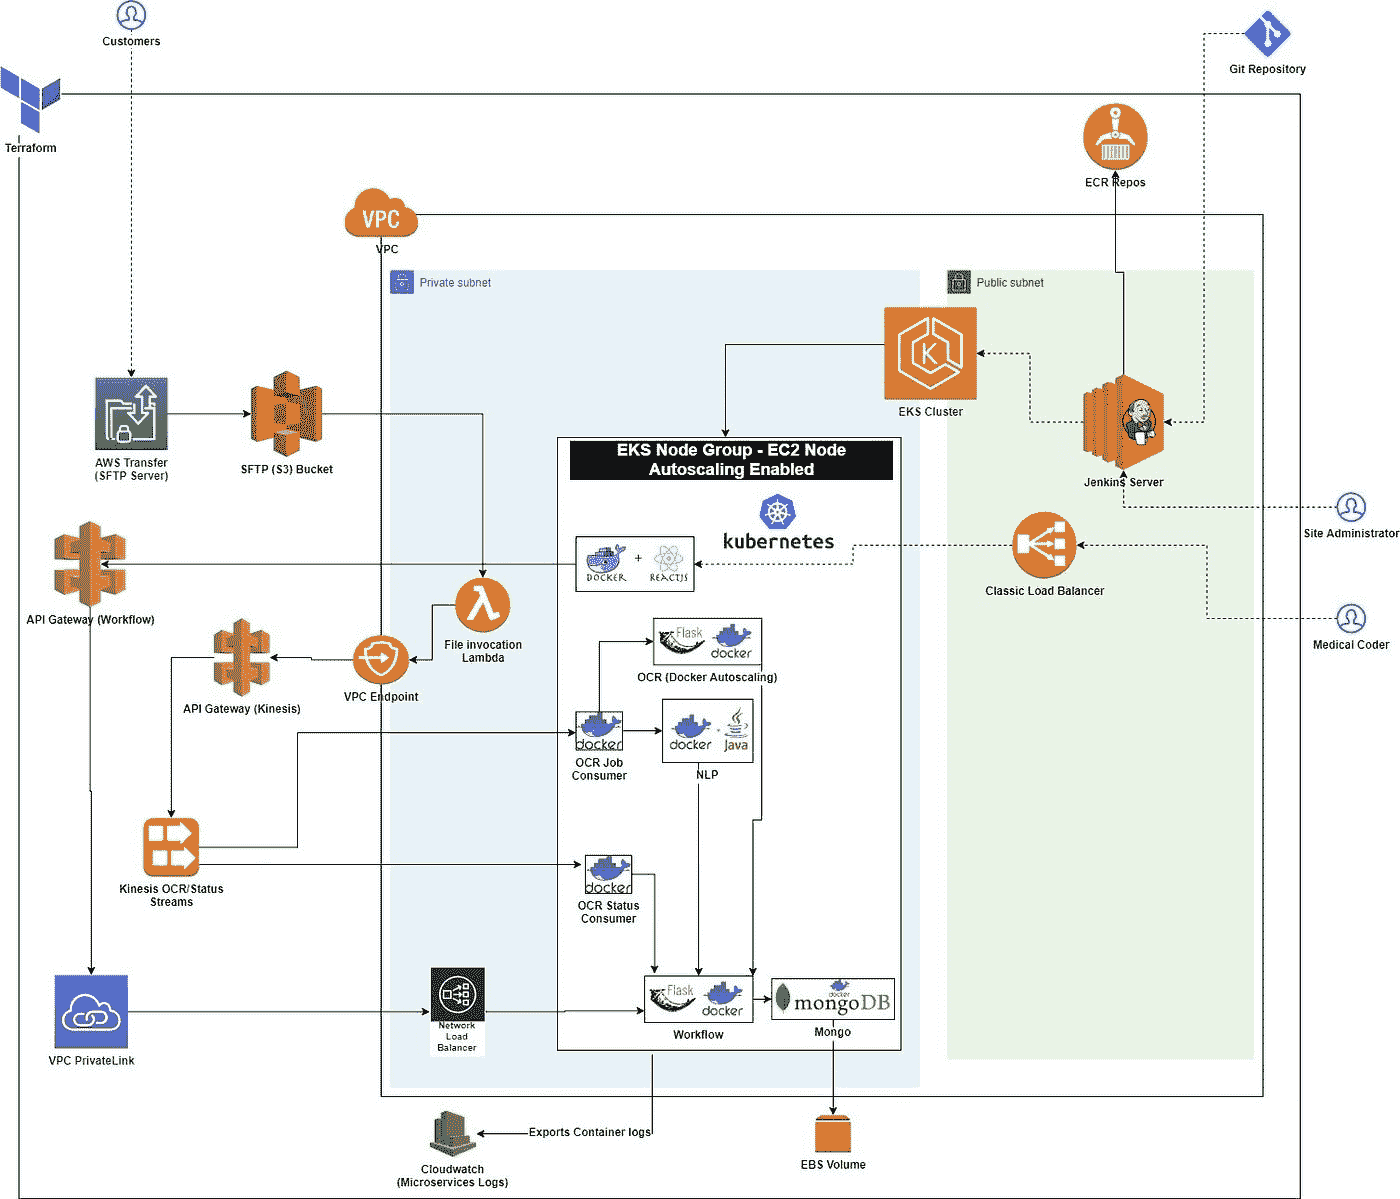 Customers
Git Repository
Terraform
ECR Repos
VPC
VPC
Private subnet
Public subnet
EKS Cluster
AWS Transfer
(SFTP Server)
SFTP (S3) Bucket
EKS Node Group - EC2 Node
Autoscaling Enabled
Jenkins Server
kubernetes
Site Administrator
DOCKER
+
REACTJS
Classic Load Balancer
API Gateway (Workflow)
File invocation
Lambda
Medical Coder
Flask
docker
OCR (Docker Autoscaling)
VPC Endpoint
API Gateway (Kinesis)
docker
OCR Job
Consumer
docker
Java
NLP
Kinesis OCR/Status
Streams
docker
OCR Status
Consumer
Flask
docker
Workflow
docker
mongoDB
Mongo
Network
Load
Balancer
VPC PrivateLink
Exports Container logs
Cloudwatch
(Microservices Logs)
EBS Volume